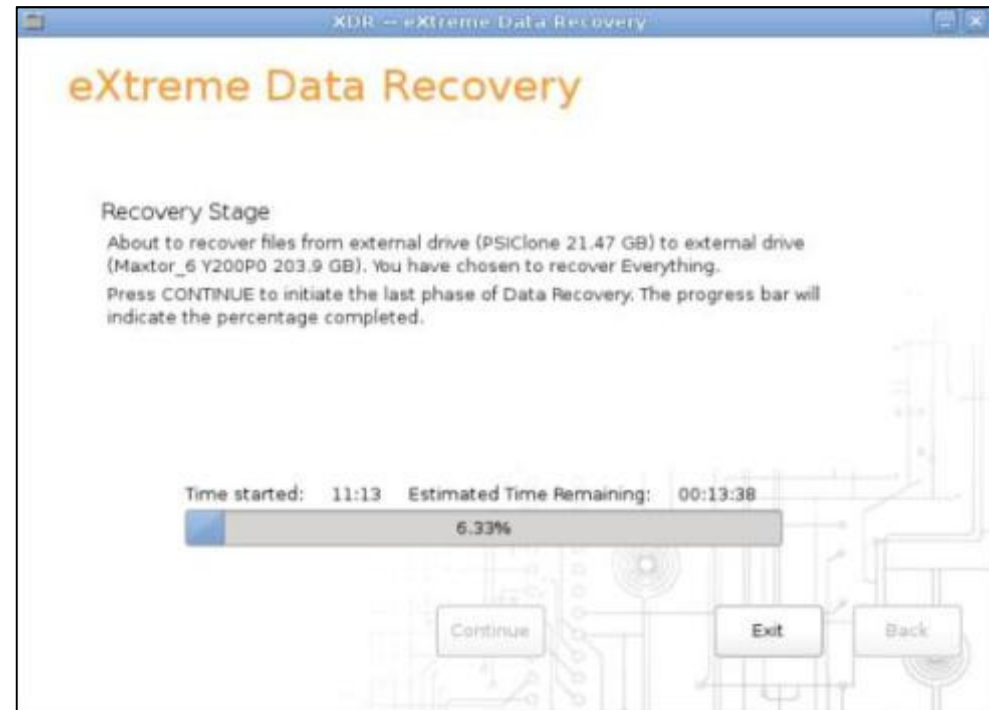 XDR -- eXtreme Data Recovery
eXtreme Data Recovery
Recovery Stage
About to recover files from external drive (PSIClone 21.47 GB) to external drive
(Maxtor_6 Y200P0 203.9 GB). You have chosen to recover Everything.
Press CONTINUE to initiate the last phase of Data Recovery. The progress bar will
indicate the percentage completed.
Time started: 11:13 Estimated Time Remaining: 00:13:38
6.33%
Continue Exit Back